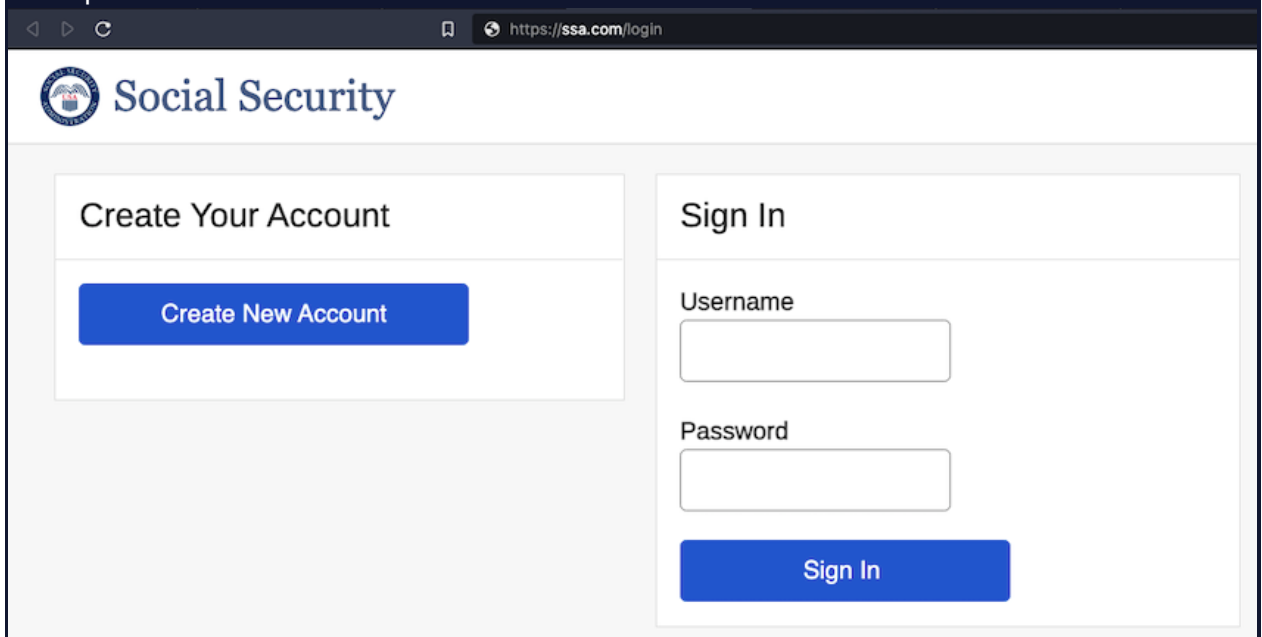 https://ssa.com/login
Social Security
Create Your Account
Create New Account
Sign In
Username
Password
Sign In